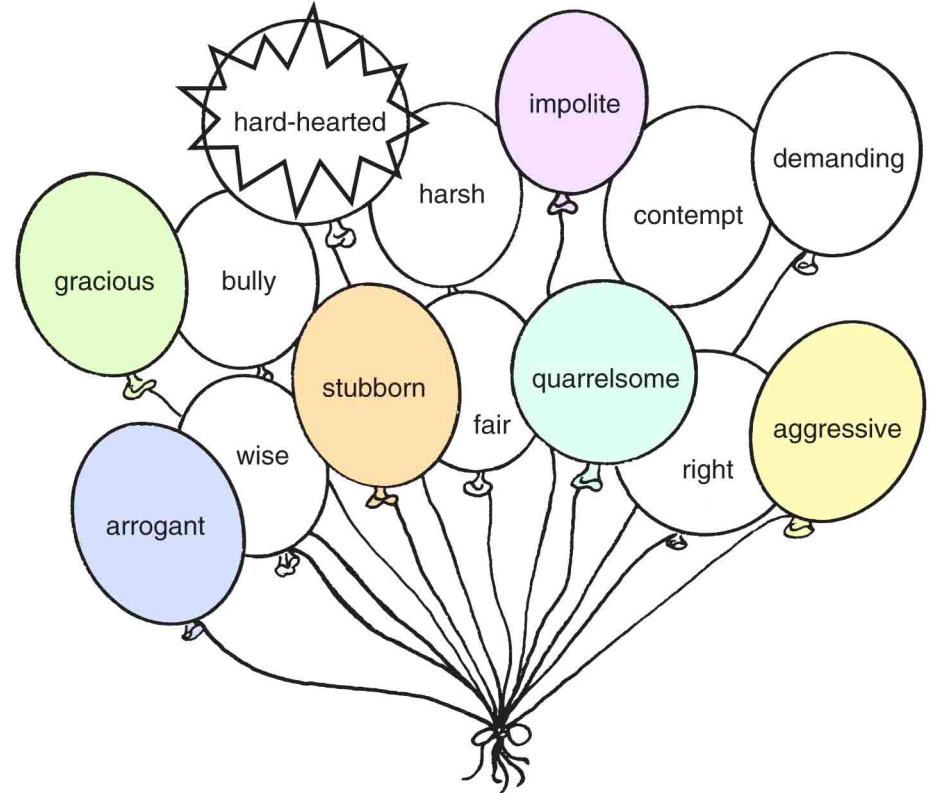 impolite
hard-hearted
demanding
harsh
contempt
gracious
bully
quarrelsome
stubborn
fair
aggressive
wise
right
arrogant